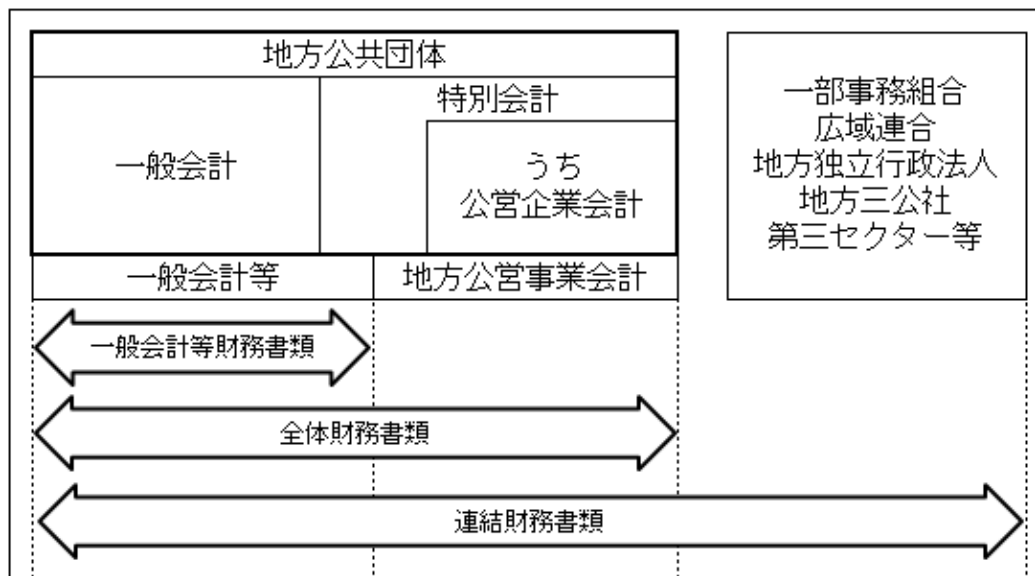 地方公共団体
一般会計
特別会計
うち
公営企業会計
一般会計等
地方公営事業会計
一部事務組合
広域連合
地方独立行政法人
地方三公社
第三セクター等
一般会計等財務書類
全体財務書類
連結財務書類